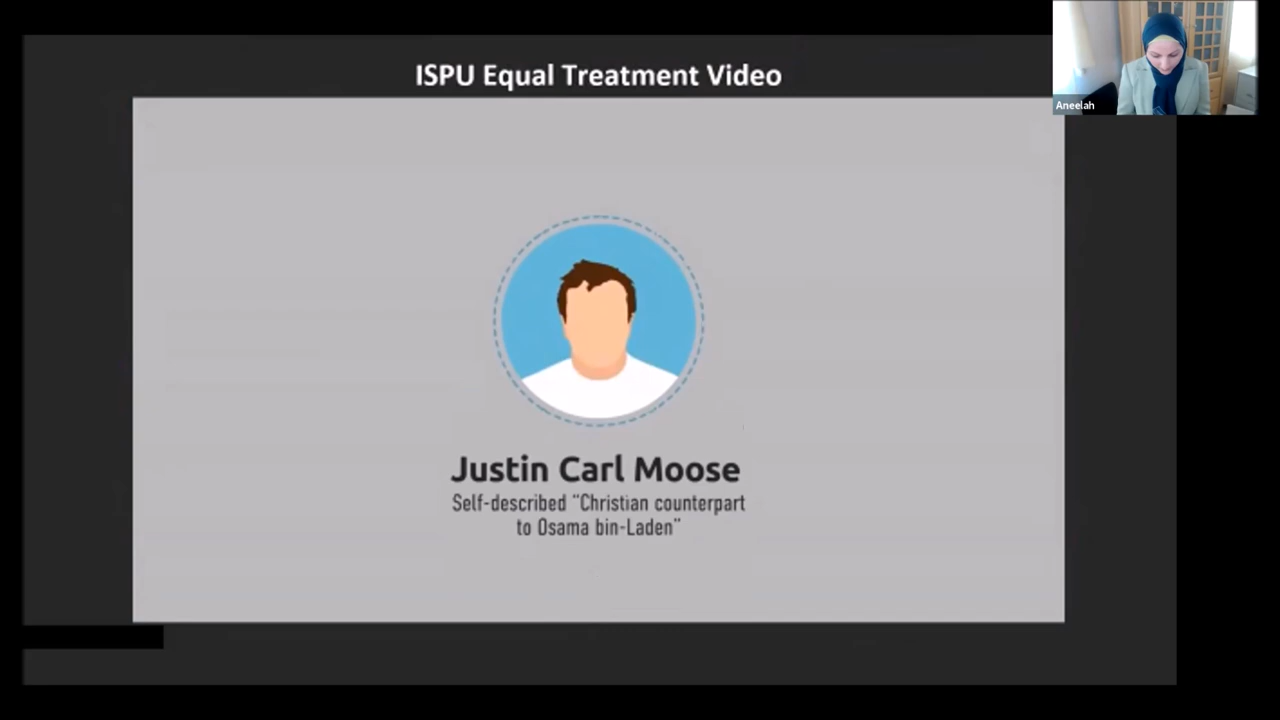 ISPU Equal Treatment Video
Aneelah
Justin Carl Moose
Self-described "Christian counterpart
to Osama bin-Laden"